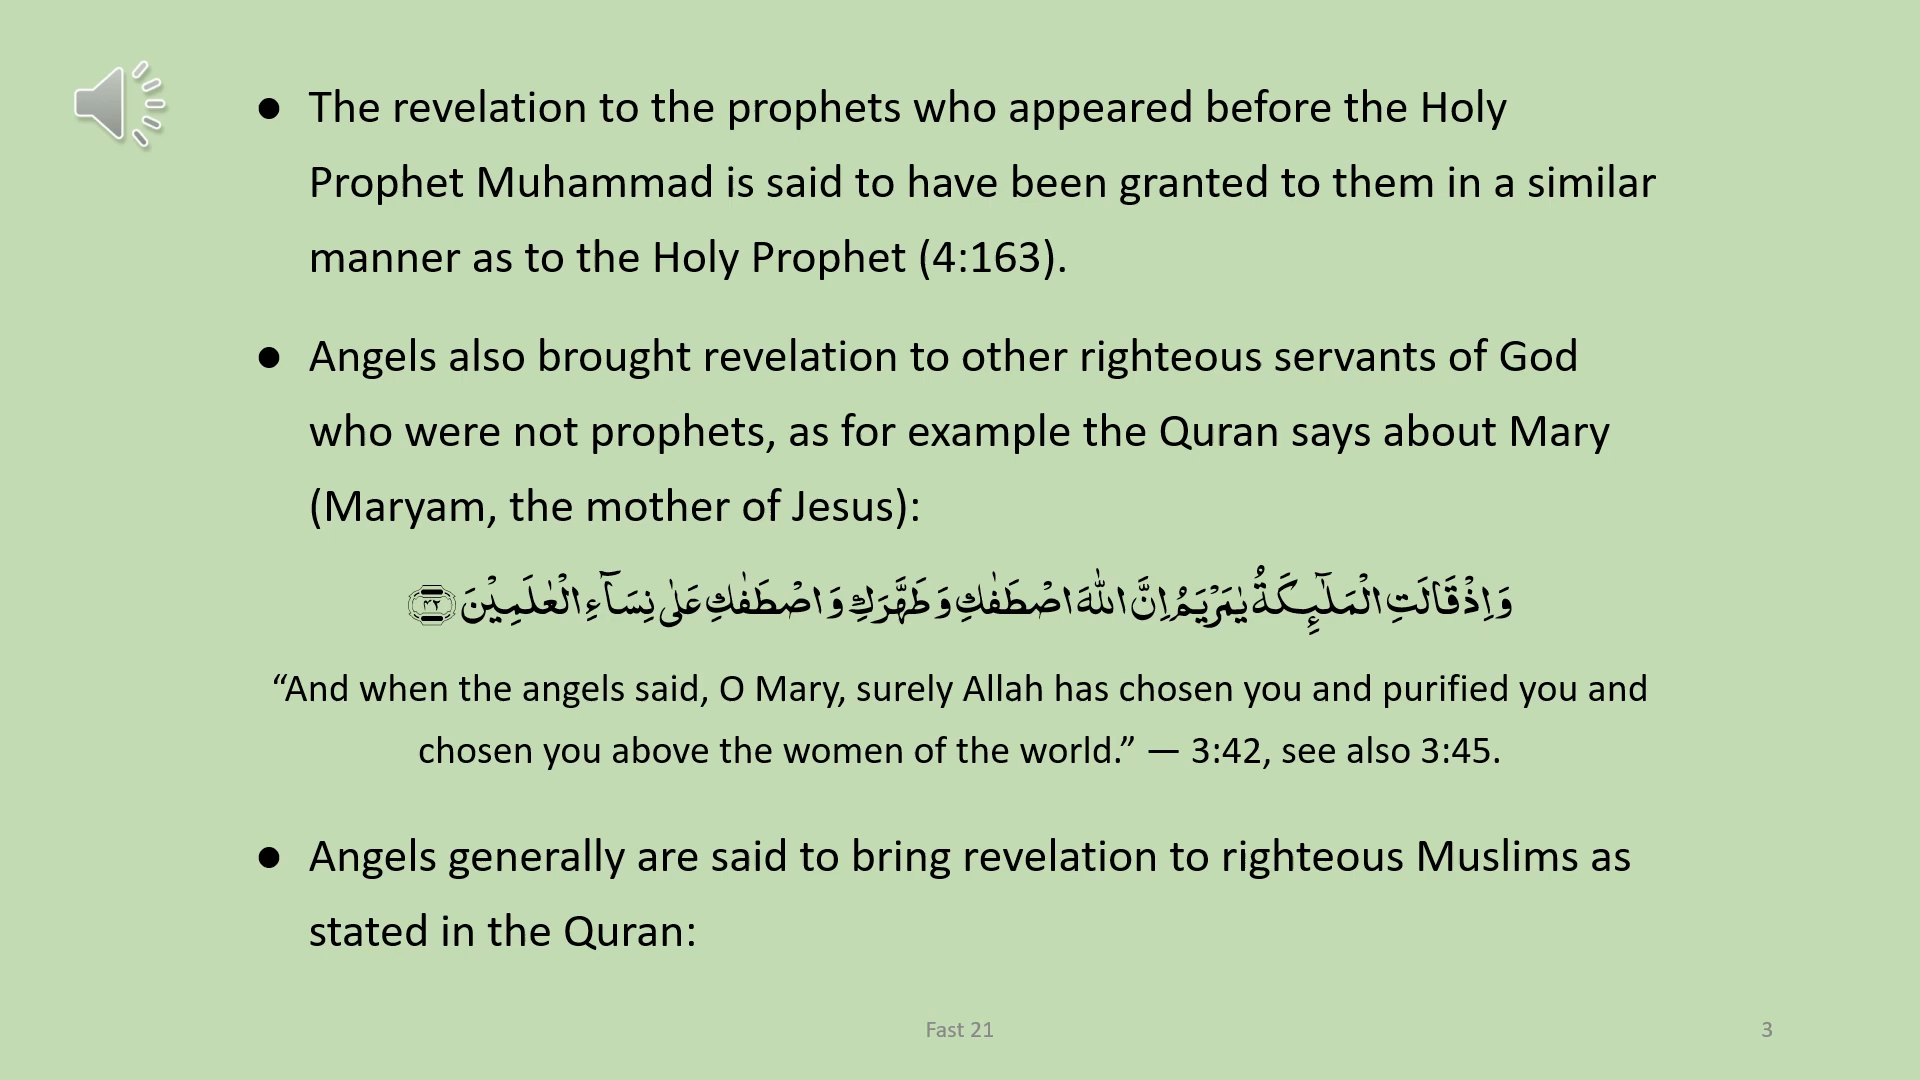 ● The revelation to the prophets who appeared before the Holy
Prophet Muhammad is said to have been granted to them in a similar
manner as to the Holy Prophet (4:163).
● Angels also brought revelation to other righteous servants of God
who were not prophets, as for example the Quran says about Mary
(Maryam, the mother of Jesus):
وَاِذْ قَالَتِ الْمَلٰٓئِكَةُ يٰمَرْيَمُ اِنَّ اللّٰهَ اصْطَفٰكِ وَطَهَّرَكِ وَاصْطَفٰكِ عَلٰى نِسَآءِ الْعٰلَمِيْنَ ﴿۴۲﴾
“And when the angels said, O Mary, surely Allah has chosen you and purified you and
chosen you above the women of the world.” — 3:42, see also 3:45.
● Angels generally are said to bring revelation to righteous Muslims as
stated in the Quran:
Fast 21
3